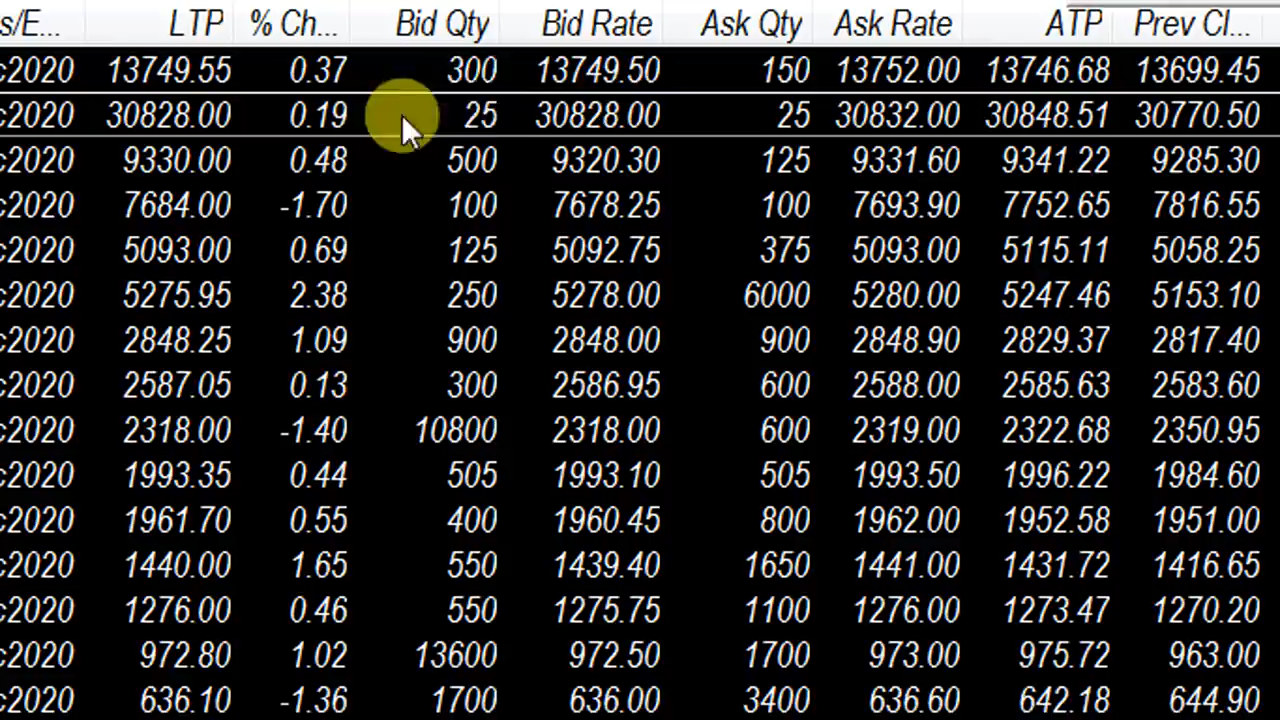 s/E... LTP % Ch... Bid Qty Bid Rate Ask Qty Ask Rate ATP Prev Cl...
c2020 13749.55 0.37 300 13749.50 150 13752.00 13746.68 13699.45
c2020 30828.00 0.19 25 30828.00 25 30832.00 30848.51 30770.50
c2020 9330.00 0.48 500 9320.30 125 9331.60 9341.22 9285.30
c2020 7684.00 -1.70 100 7678.25 100 7693.90 7752.65 7816.55
c2020 5093.00 0.69 125 5092.75 375 5093.00 5115.11 5058.25
c2020 5275.95 2.38 250 5278.00 6000 5280.00 5247.46 5153.10
c2020 2848.25 1.09 900 2848.00 900 2848.90 2829.37 2817.40
c2020 2587.05 0.13 300 2586.95 600 2588.00 2585.63 2583.60
c2020 2318.00 -1.40 10800 2318.00 600 2319.00 2322.68 2350.95
c2020 1993.35 0.44 505 1993.10 505 1993.50 1996.22 1984.60
c2020 1961.70 0.55 400 1960.45 800 1962.00 1952.58 1951.00
c2020 1440.00 1.65 550 1439.40 1650 1441.00 1431.72 1416.65
c2020 1276.00 0.46 550 1275.75 1100 1276.00 1273.47 1270.20
c2020 972.80 1.02 13600 972.50 1700 973.00 975.72 963.00
c2020 636.10 -1.36 1700 636.00 3400 636.60 642.18 644.90